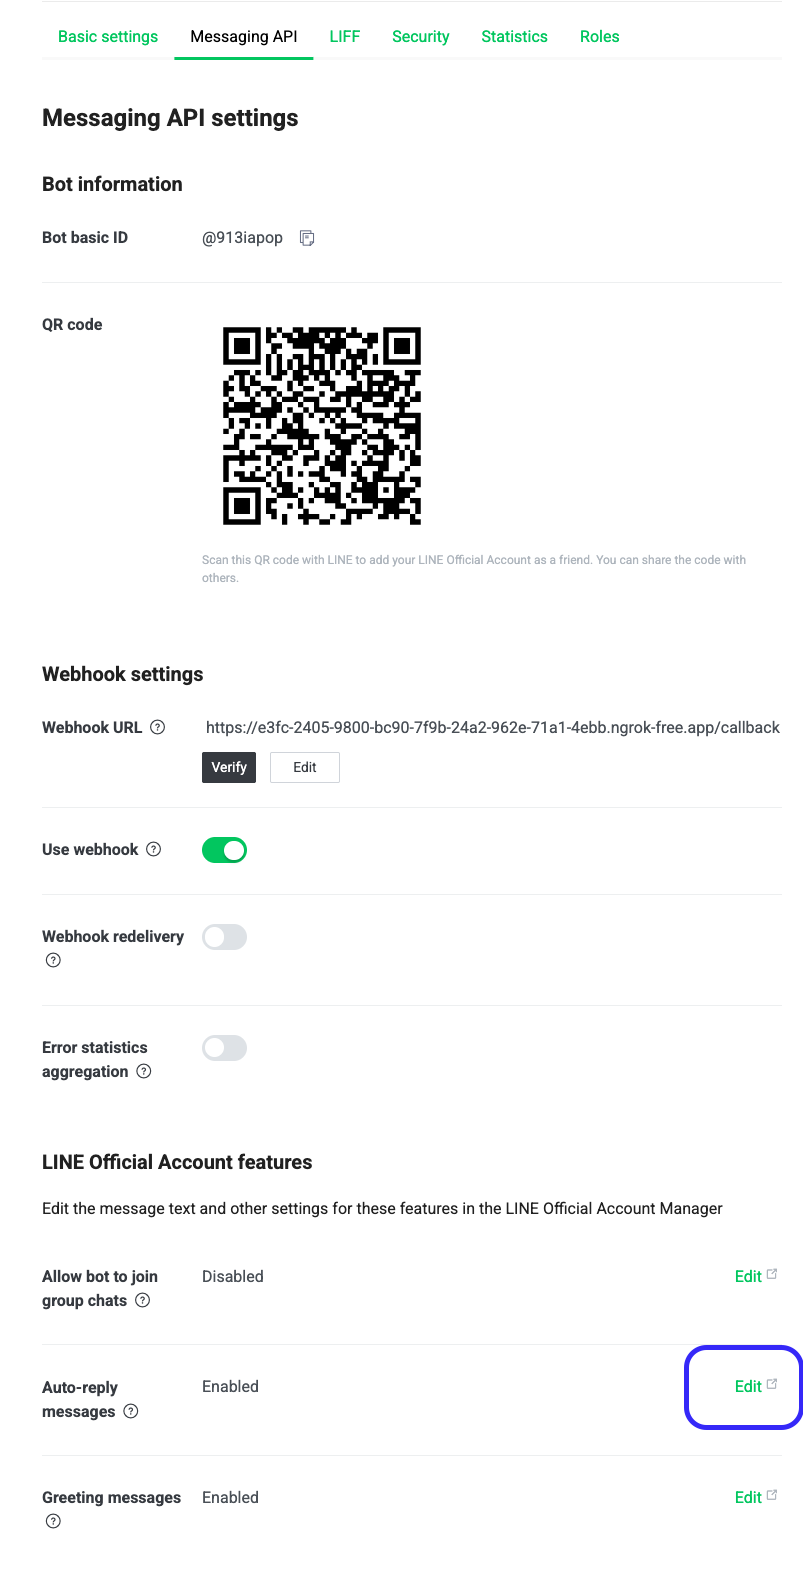 Basic settings Messaging API LIFF Security Statistics Roles
Messaging API settings
Bot information
Bot basic ID @913iapop
QR code
Scan this QR code with LINE to add your LINE Official Account as a friend. You can share the code with
others.
Webhook settings
Webhook URL ? https://e3fc-2405-9800-bc90-7f9b-24a2-962e-71a1-4ebb.ngrok-free.app/callback
Verify Edit
Use webhook ?
Webhook redelivery
?
Error statistics
aggregation ?
LINE Official Account features
Edit the message text and other settings for these features in the LINE Official Account Manager
Allow bot to join Disabled Edit
group chats ?
Auto-reply Enabled Edit
messages ?
Greeting messages Enabled Edit
?